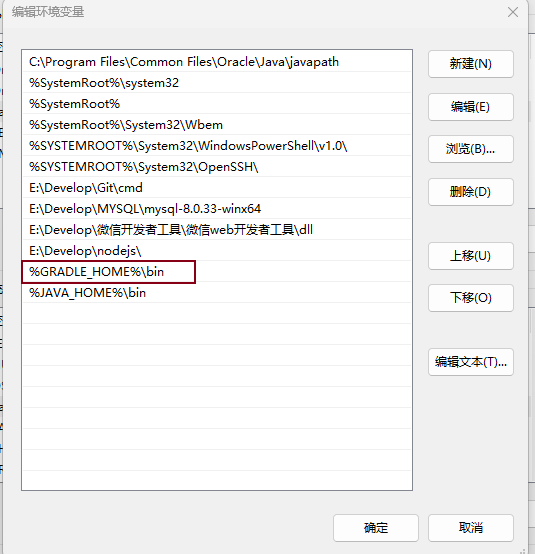 编辑环境变量
C:\Program Files\Common Files\Oracle\Java\javapath
%SystemRoot%\system32
%SystemRoot%
%SystemRoot%\System32\Wbem
%SYSTEMROOT%\System32\WindowsPowerShell\v1.0\
%SYSTEMROOT%\System32\OpenSSH\
E:\Develop\Git\cmd
E:\Develop\MYSQL\mysql-8.0.33-winx64
E:\Develop\微信开发者工具\微信web开发者工具\dll
E:\Develop\nodejs\
%GRADLE_HOME%\bin
%JAVA_HOME%\bin
新建(N)
编辑(E)
浏览(B)...
删除(D)
上移(U)
下移(O)
编辑文本(T)...
确定
取消